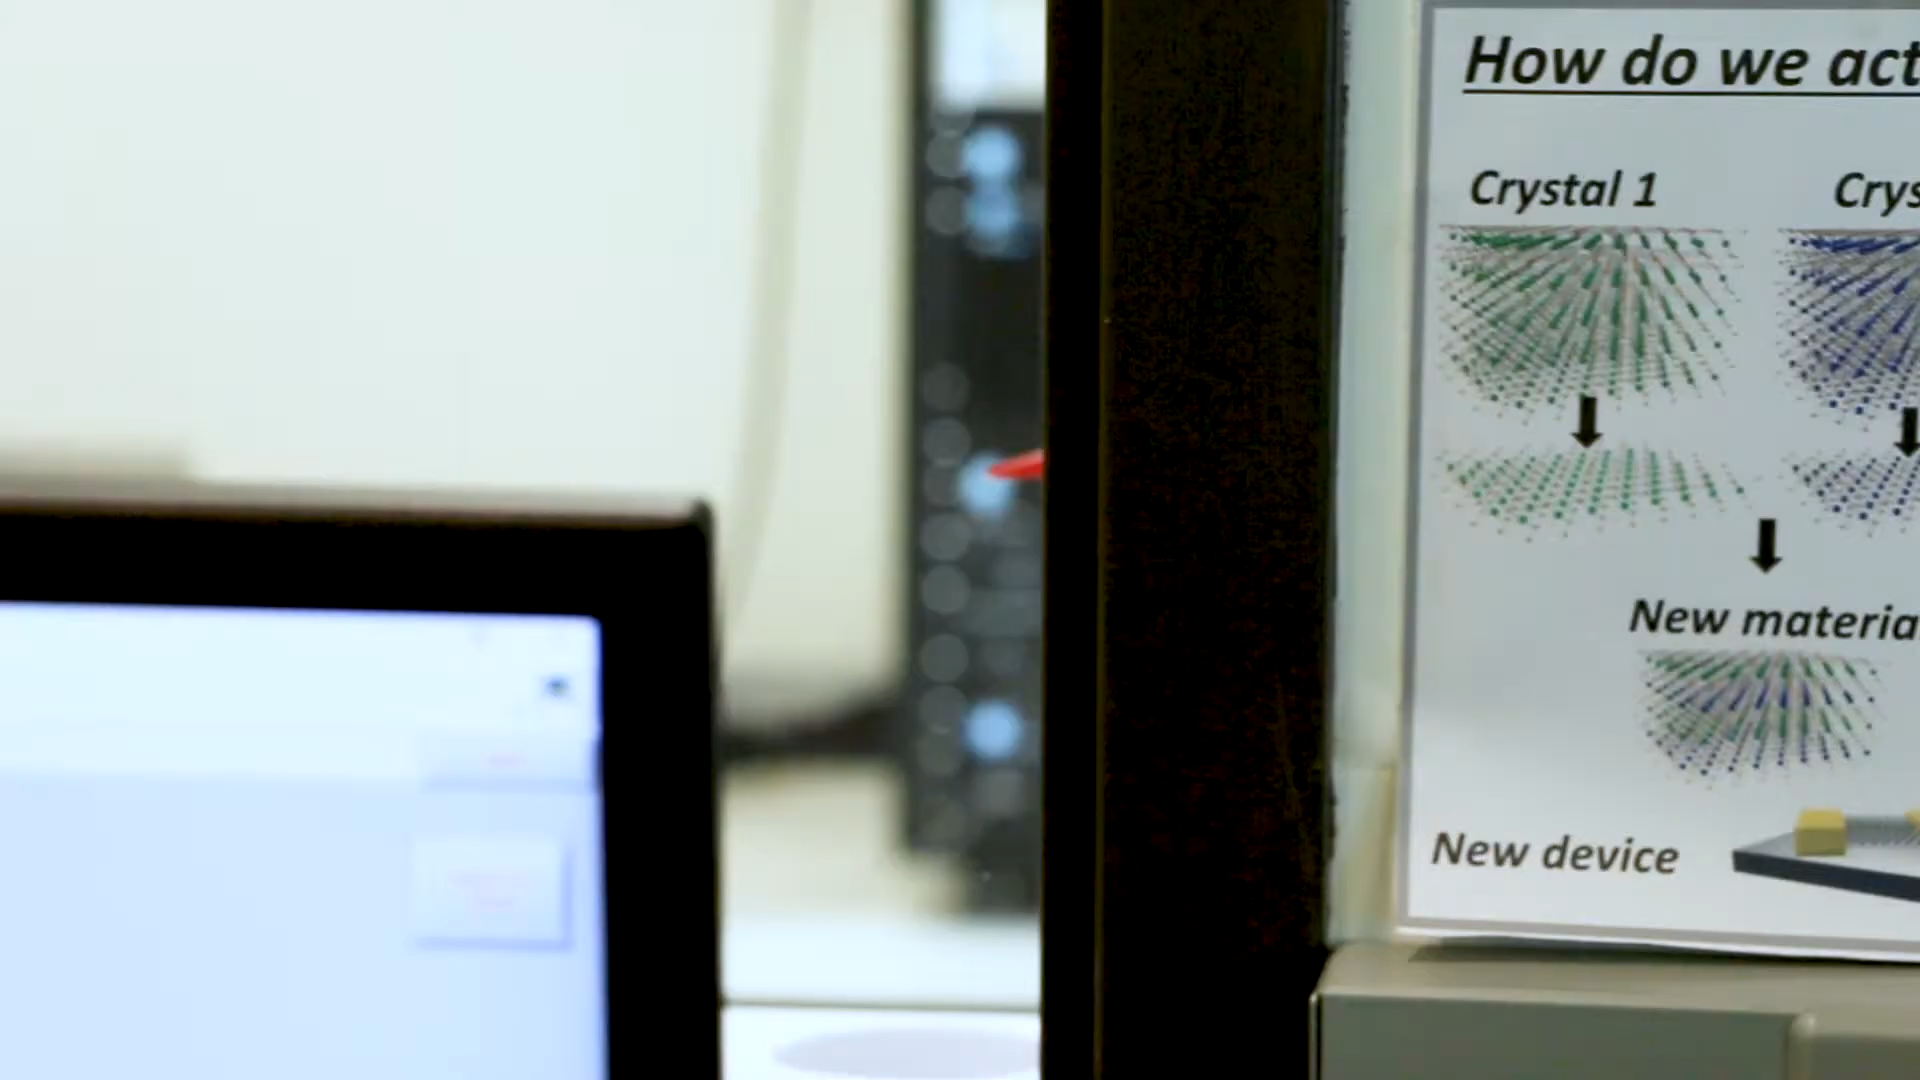 How do we act
Crystal 1
Crys
New materia
New device